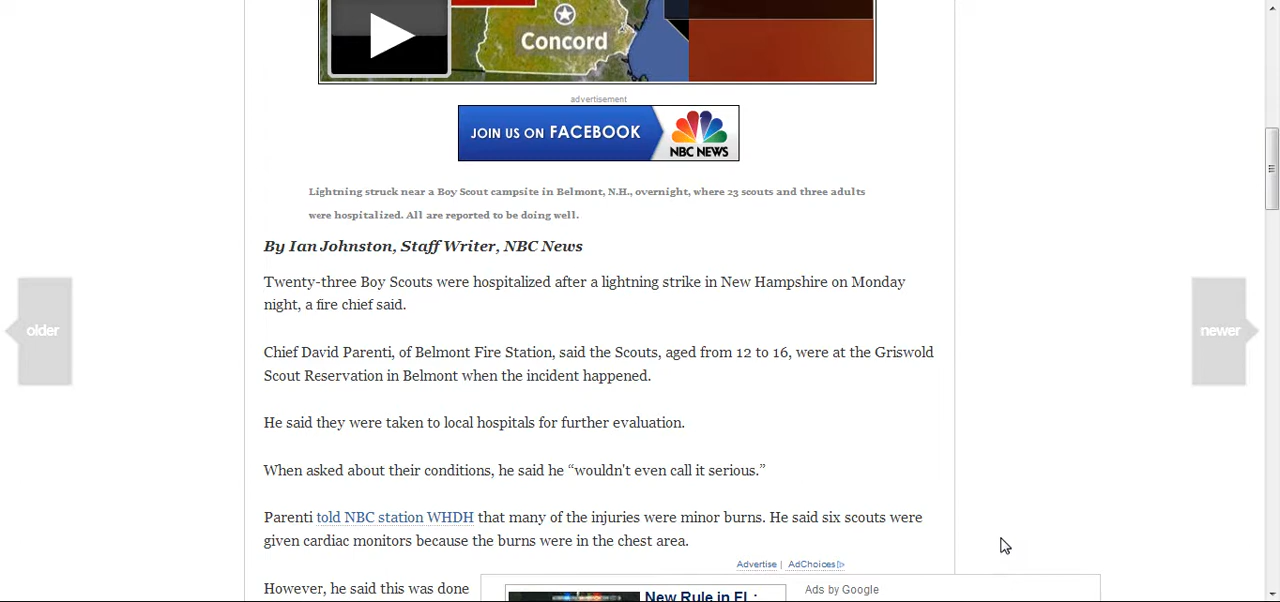 Concord
advertisement
JOIN US ON FACEBOOK
NBC NEWS
Lightning struck near a Boy Scout campsite in Belmont, N.H., overnight, where 23 scouts and three adults
were hospitalized. All are reported to be doing well.
By Ian Johnston, Staff Writer, NBC News
Twenty-three Boy Scouts were hospitalized after a lightning strike in New Hampshire on Monday
night, a fire chief said.
older
newer
Chief David Parenti, of Belmont Fire Station, said the Scouts, aged from 12 to 16, were at the Griswold
Scout Reservation in Belmont when the incident happened.
He said they were taken to local hospitals for further evaluation.
When asked about their conditions, he said he “wouldn't even call it serious.”
Parenti told NBC station WHDH that many of the injuries were minor burns. He said six scouts were
given cardiac monitors because the burns were in the chest area.
Advertise | AdChoices
However, he said this was done
Ads by Google
New Rule in FL: